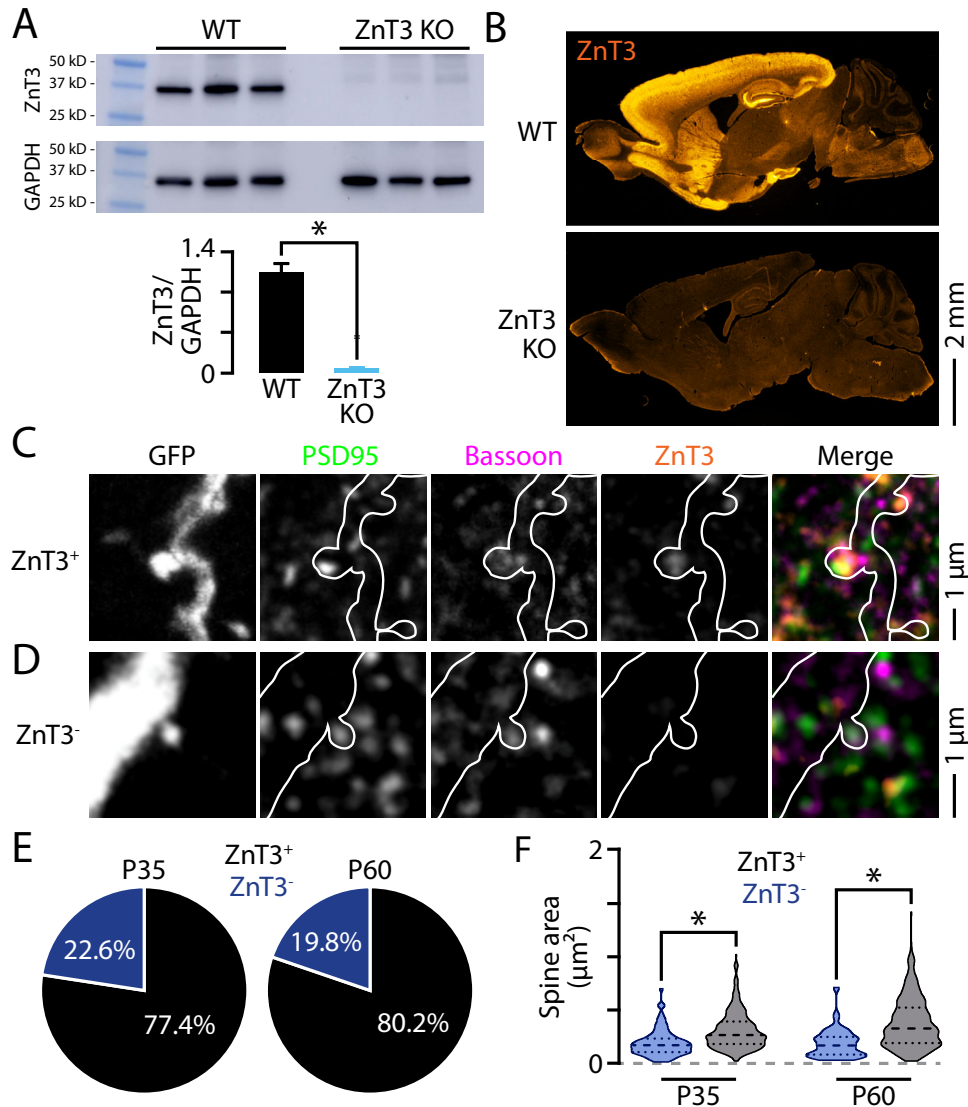 A
WT
ZnT3 KO
ZnT3
50 kD -
37 kD -
25 kD -
GAPDH
50 kD -
37 kD -
25 kD -
*
1.4
0
ZnT3/
GAPDH
WT
ZnT3
KO
B
ZnT3
WT
ZnT3
KO
2 mm
C
GFP
PSD95
Bassoon
ZnT3
Merge
ZnT3⁺
1 µm
D
ZnT3⁻
1 µm
E
P35
ZnT3⁺
ZnT3⁻
P60
22.6%
77.4%
19.8%
80.2%
F
2
0
Spine area
(µm²)
ZnT3⁺
ZnT3⁻
*
*
P35
P60